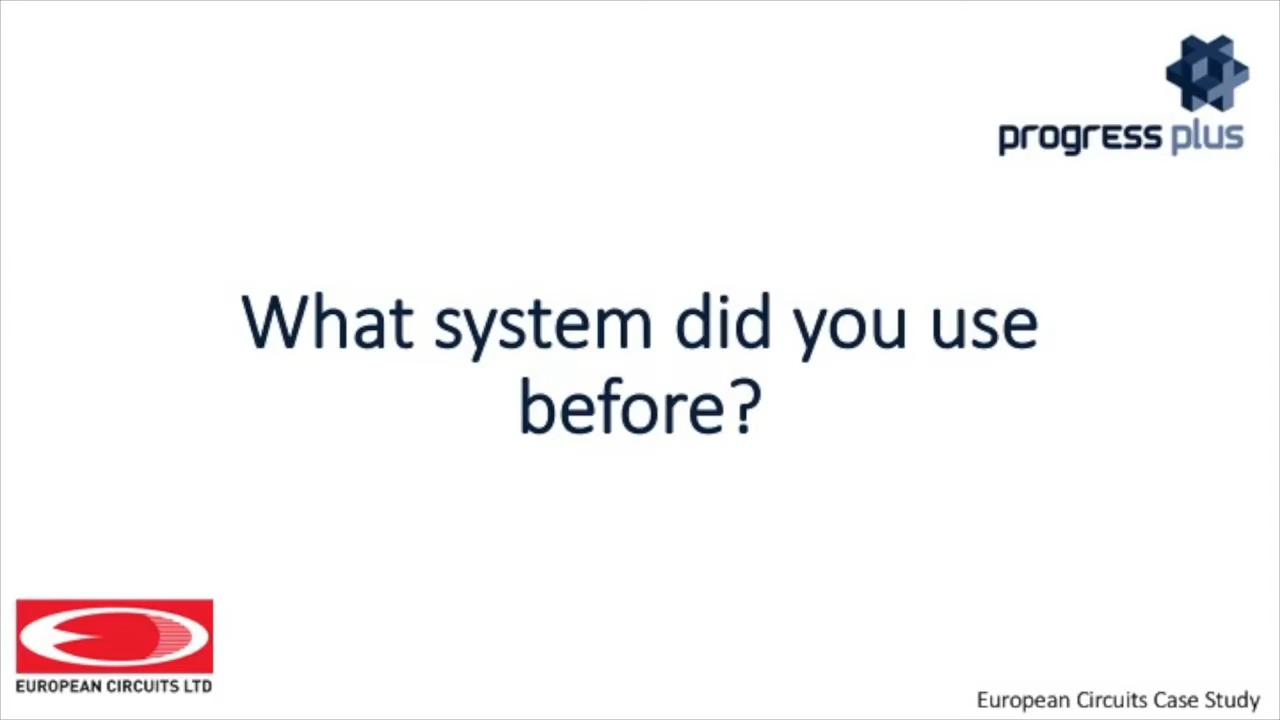 progress plus
What system did you use
before?
EUROPEAN CIRCUITS LTD
European Circuits Case Study